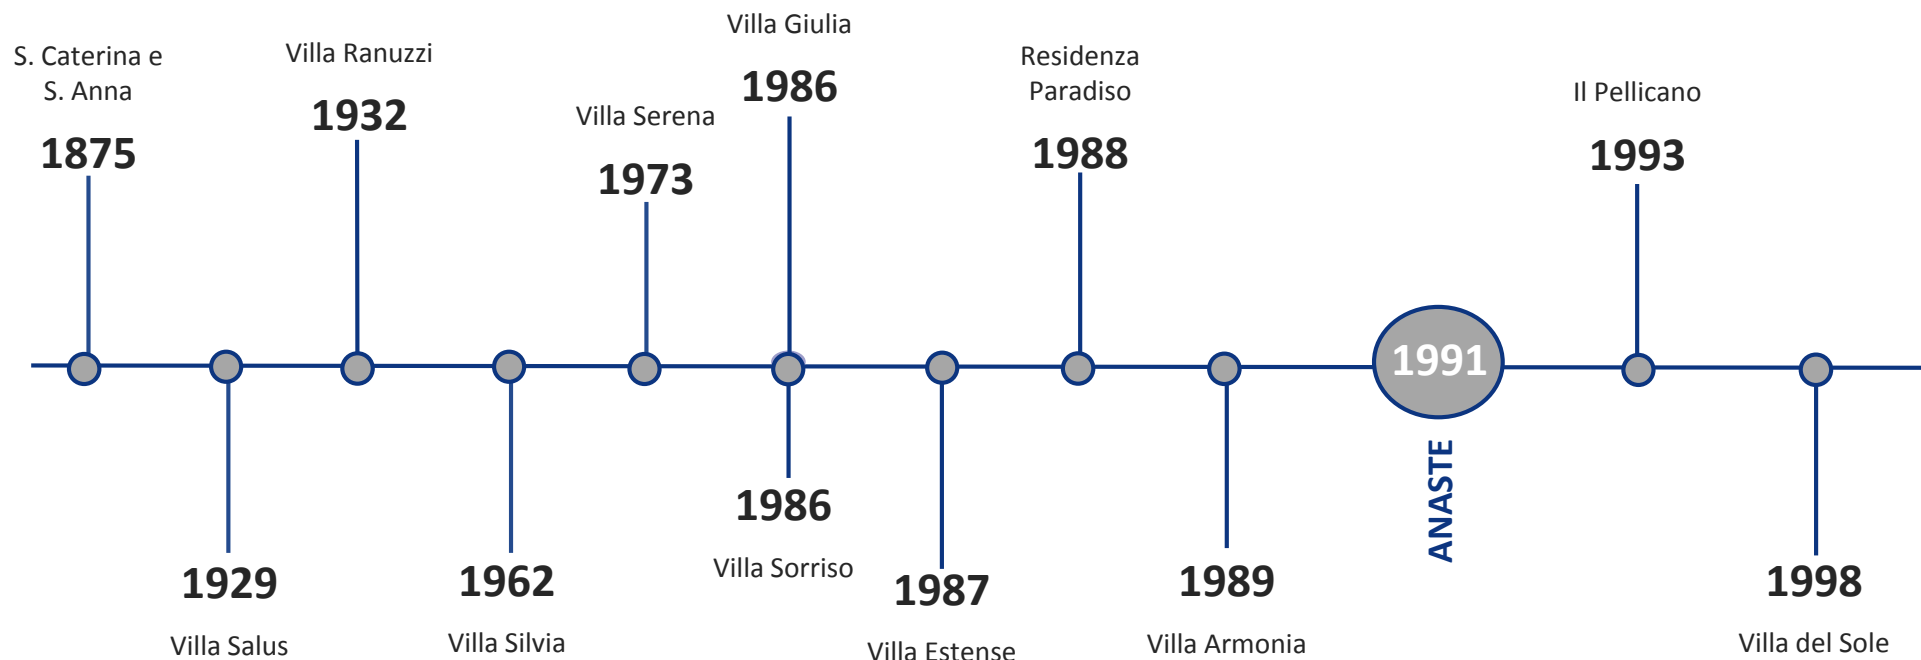 S. Caterina e
S. Anna
1875
1929
Villa Salus
Villa Ranuzzi
1932
1962
Villa Silvia
Villa Serena
1973
Villa Giulia
1986
1986
Villa Sorriso
1987
Villa Estense
Residenza
Paradiso
1988
1989
Villa Armonia
1991
ANASTE
Il Pellicano
1993
1998
Villa del Sole